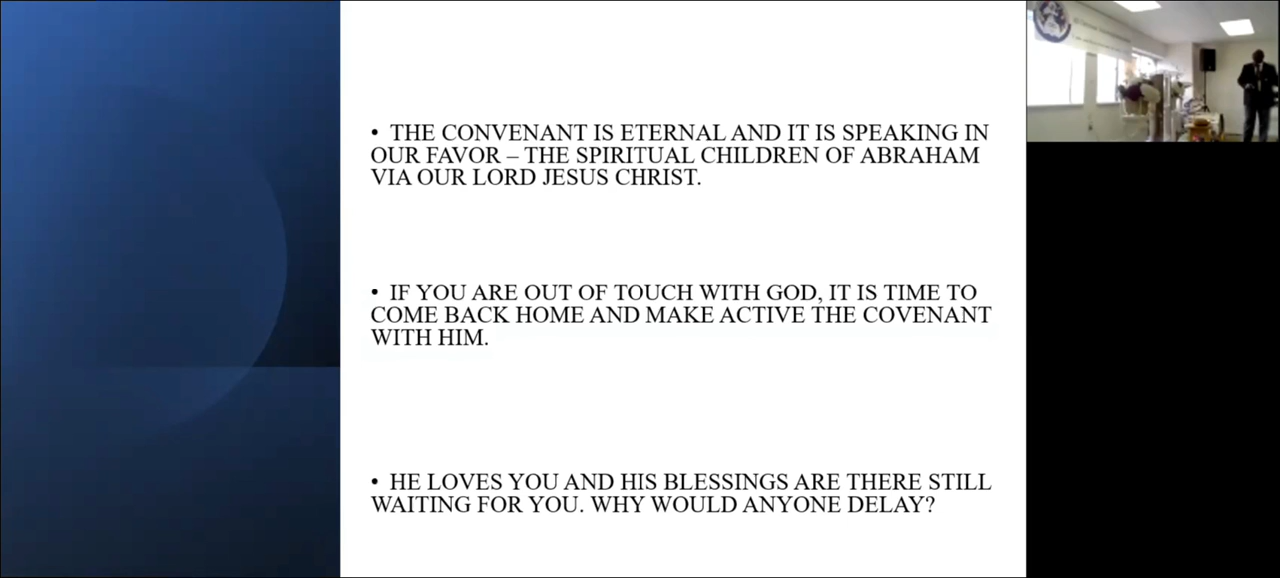 • THE CONVENANT IS ETERNAL AND IT IS SPEAKING IN
OUR FAVOR – THE SPIRITUAL CHILDREN OF ABRAHAM
VIA OUR LORD JESUS CHRIST.
• IF YOU ARE OUT OF TOUCH WITH GOD, IT IS TIME TO
COME BACK HOME AND MAKE ACTIVE THE COVENANT
WITH HIM.
• HE LOVES YOU AND HIS BLESSINGS ARE THERE STILL
WAITING FOR YOU. WHY WOULD ANYONE DELAY?